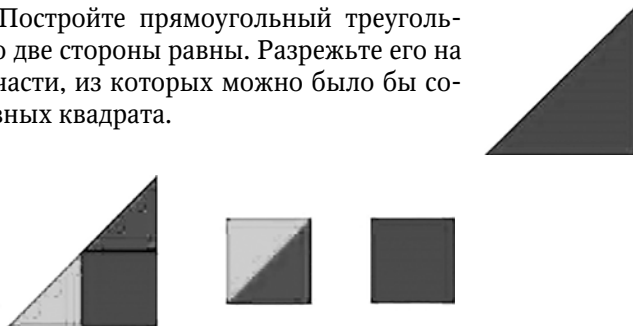 Постройте прямоугольный треуголь-
о две стороны равны. Разрежьте его на
части, из которых можно было бы со-
вных квадрата.